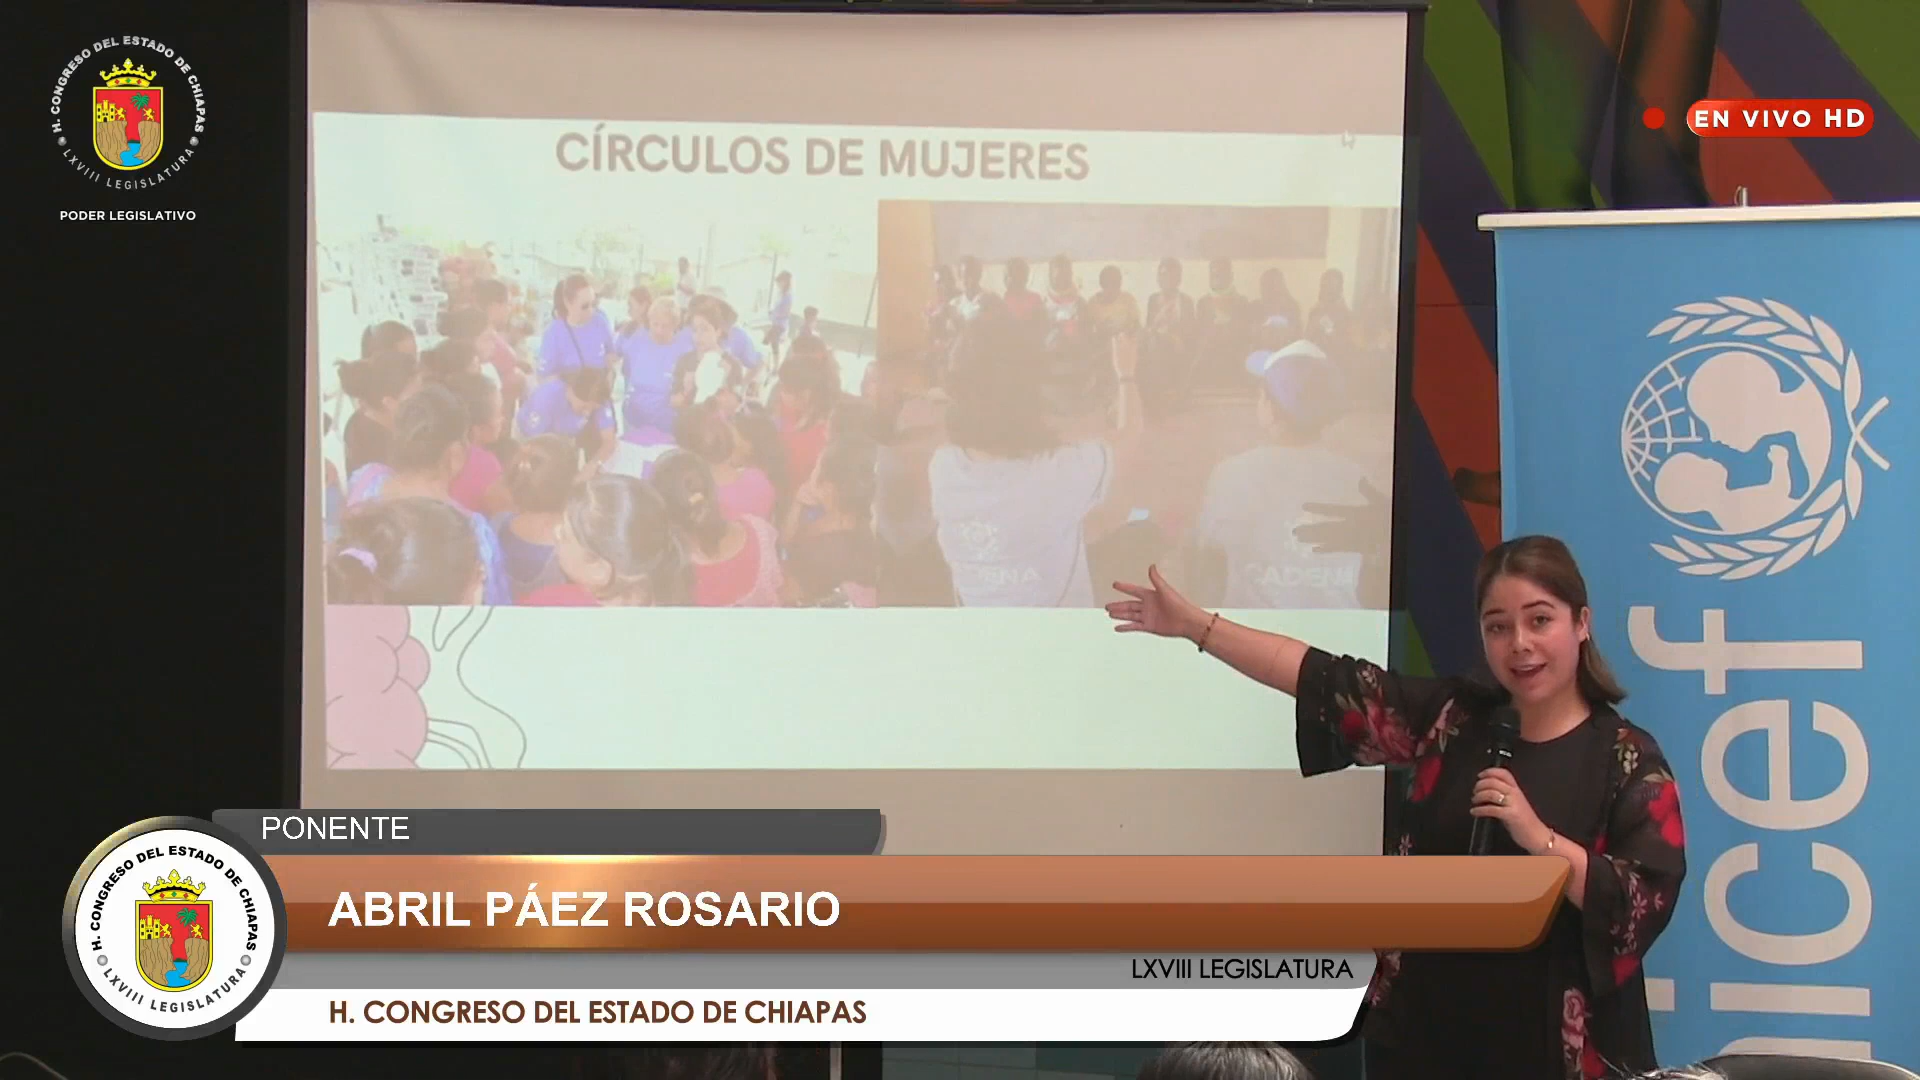 H. CONGRESO DEL ESTADO DE CHIAPAS
LXVIII LEGISLATURA
PODER LEGISLATIVO
EN VIVO HD
CÍRCULOS DE MUJERES
CADENA
unicef
PONENTE
ABRIL PÁEZ ROSARIO
LXVIII LEGISLATURA
H. CONGRESO DEL ESTADO DE CHIAPAS
H. CONGRESO DEL ESTADO DE CHIAPAS
LXVIII LEGISLATURA